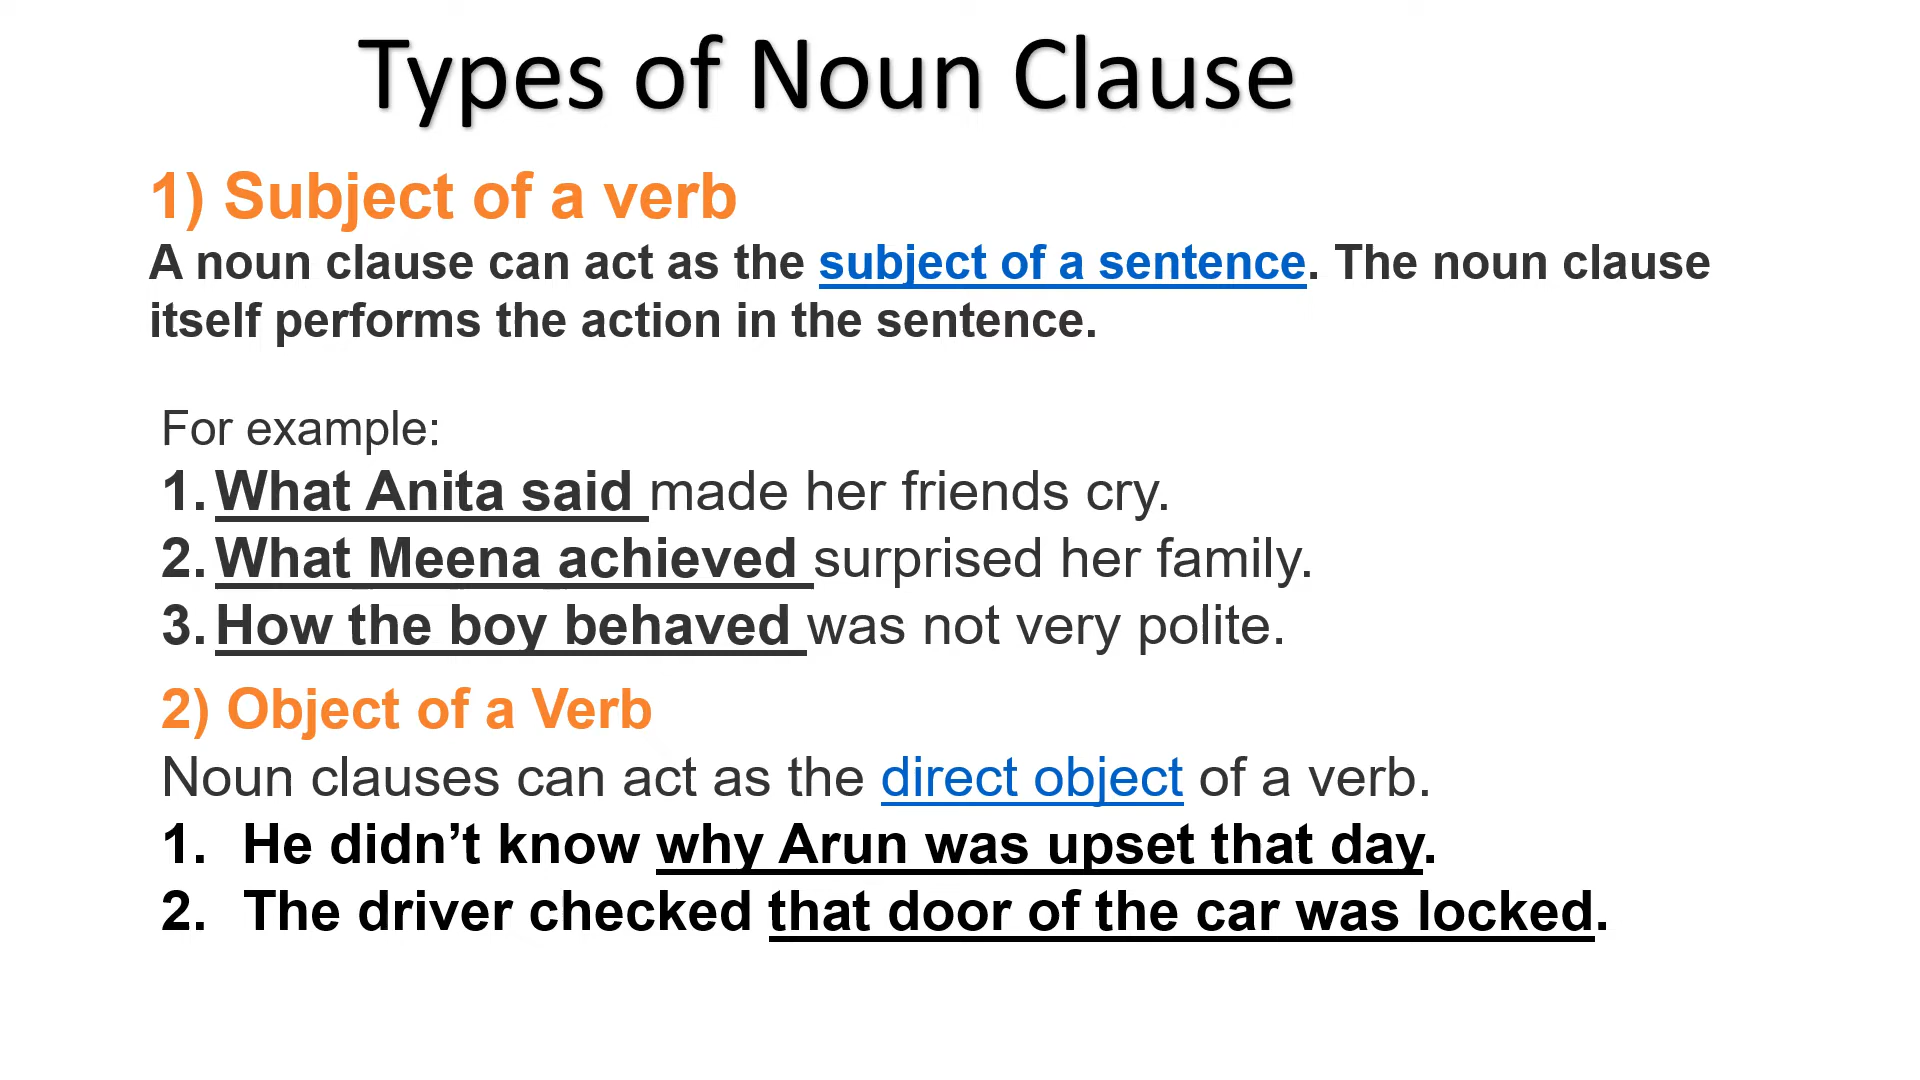 Types of Noun Clause
1) Subject of a verb
A noun clause can act as the subject of a sentence. The noun clause
itself performs the action in the sentence.
For example:
1. What Anita said made her friends cry.
2. What Meena achieved surprised her family.
3. How the boy behaved was not very polite.
2) Object of a Verb
Noun clauses can act as the direct object of a verb.
1. He didn’t know why Arun was upset that day.
2. The driver checked that door of the car was locked.